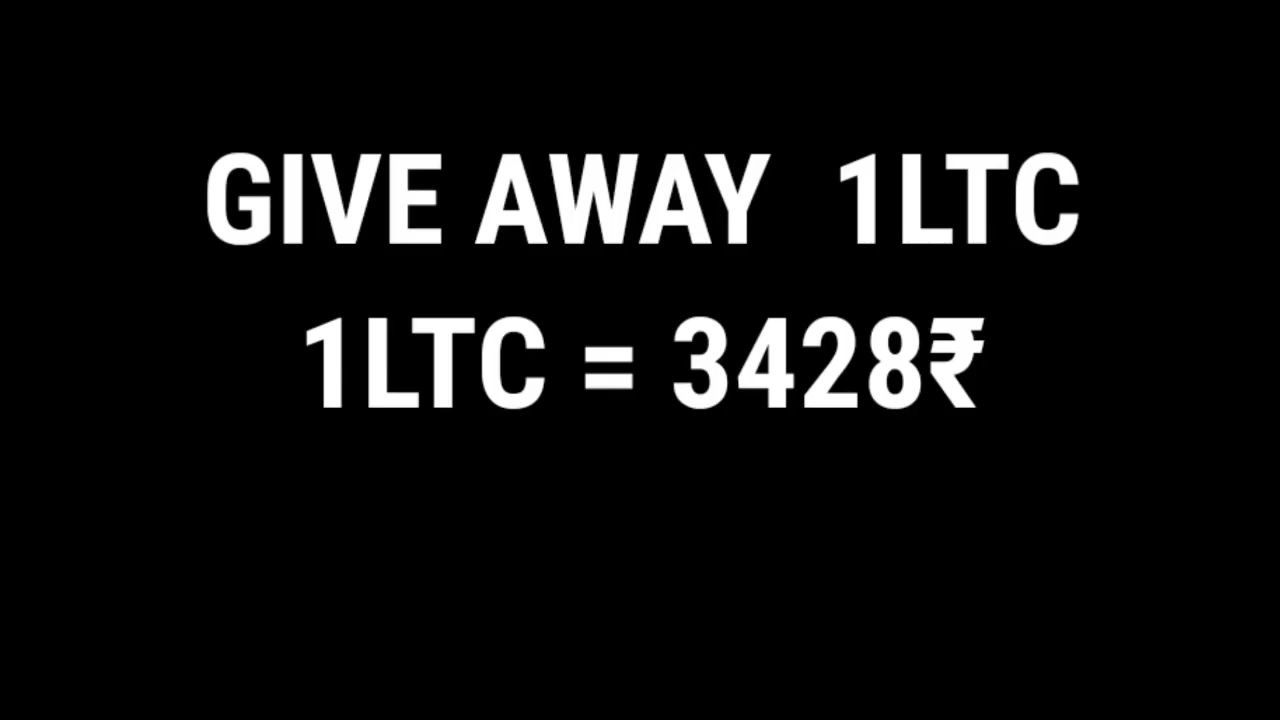 GIVE AWAY 1LTC
1LTC = 3428₹